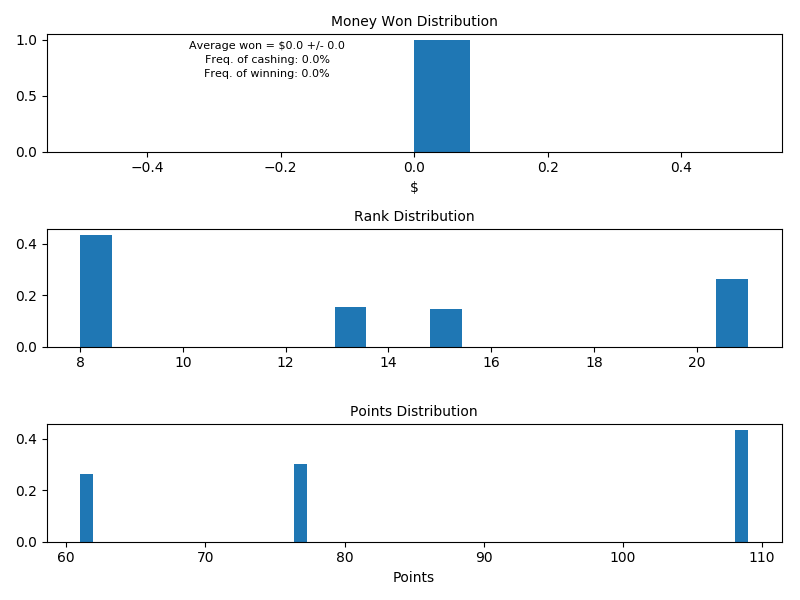 Money Won Distribution
1.0
Average won = $0.0 +/- 0.0
Freq. of cashing: 0.0%
Freq. of winning: 0.0%
0.5
0.0
−0.4 −0.2 0.0 0.2 0.4
$
Rank Distribution
0.4
0.2
0.0
8 10 12 14 16 18 20
Points Distribution
0.4
0.2
0.0
60 70 80 90 100 110
Points